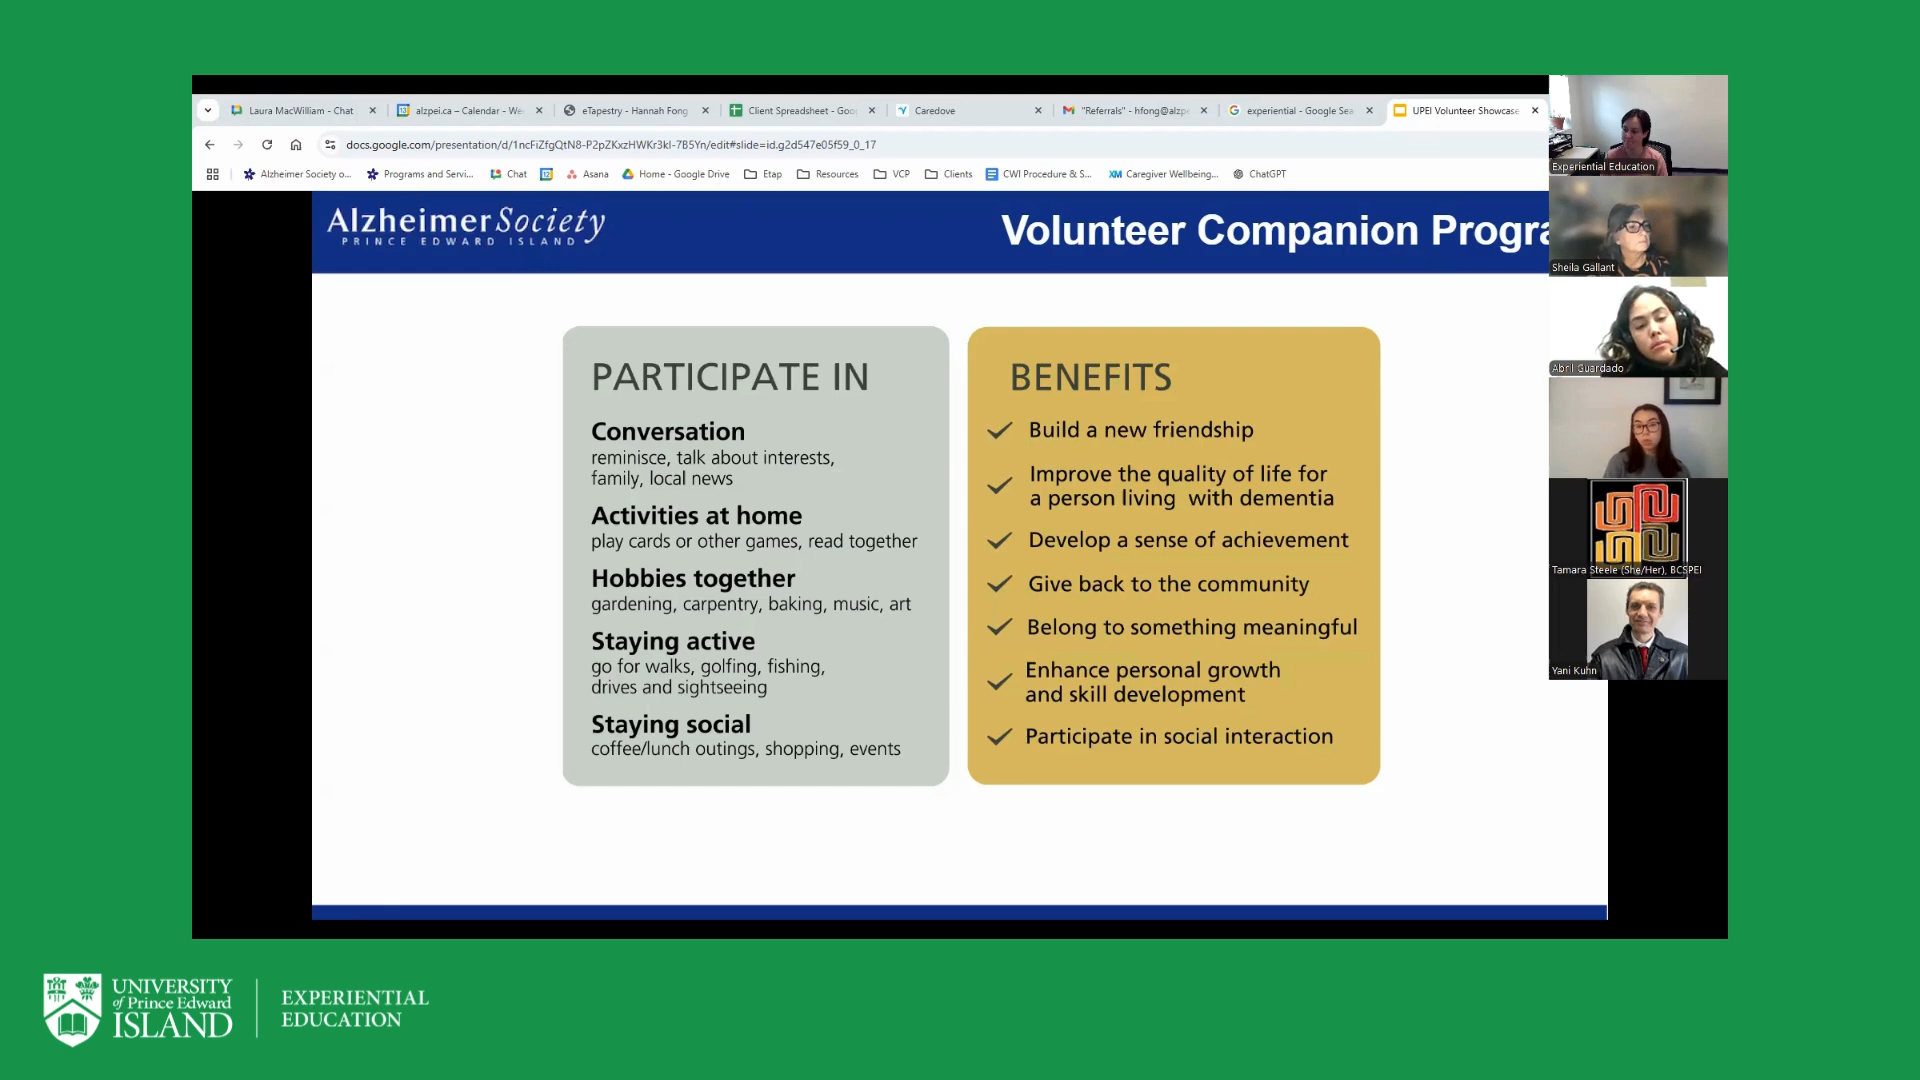 Laura MacWilliam - Chat
alzpei.ca – Calendar - We
eTapestry - Hannah Fong
Client Spreadsheet - Goo
Caredove
"Referrals" - hfong@alzpe
experiential - Google Sea
UPEI Volunteer Showcase
docs.google.com/presentation/d/1ncFiZfgQtN8-P2pZKxzHWKr3kI-7B5Yn/edit#slide=id.g2d547e05f59_0_17
Alzheimer Society o...
Programs and Servi...
Chat
Asana
Home - Google Drive
Etap
Resources
VCP
Clients
CWI Procedure & S...
Caregiver Wellbeing...
ChatGPT
Alzheimer Society
PRINCE EDWARD ISLAND
Volunteer Companion Progra
PARTICIPATE IN
Conversation
reminisce, talk about interests,
family, local news
Activities at home
play cards or other games, read together
Hobbies together
gardening, carpentry, baking, music, art
Staying active
go for walks, golfing, fishing,
drives and sightseeing
Staying social
coffee/lunch outings, shopping, events
BENEFITS
Build a new friendship
Improve the quality of life for
a person living with dementia
Develop a sense of achievement
Give back to the community
Belong to something meaningful
Enhance personal growth
and skill development
Participate in social interaction
Experiential Education
Sheila Gallant
Abril Guardado
Tamara Steele (She/Her), BCSPEI
Yani Kuhn
UNIVERSITY
of Prince Edward
ISLAND
EXPERIENTIAL
EDUCATION